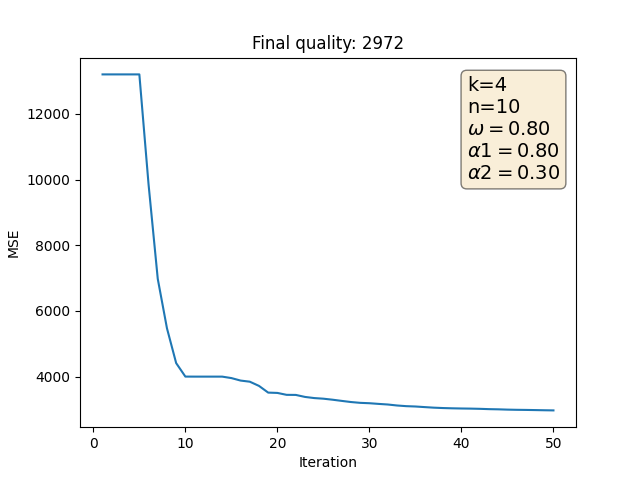 Final quality: 2972
MSE
12000
10000
8000
6000
4000
k=4
n=10
ω = 0.80
α1 = 0.80
α2 = 0.30
0
10
20
30
40
50
Iteration